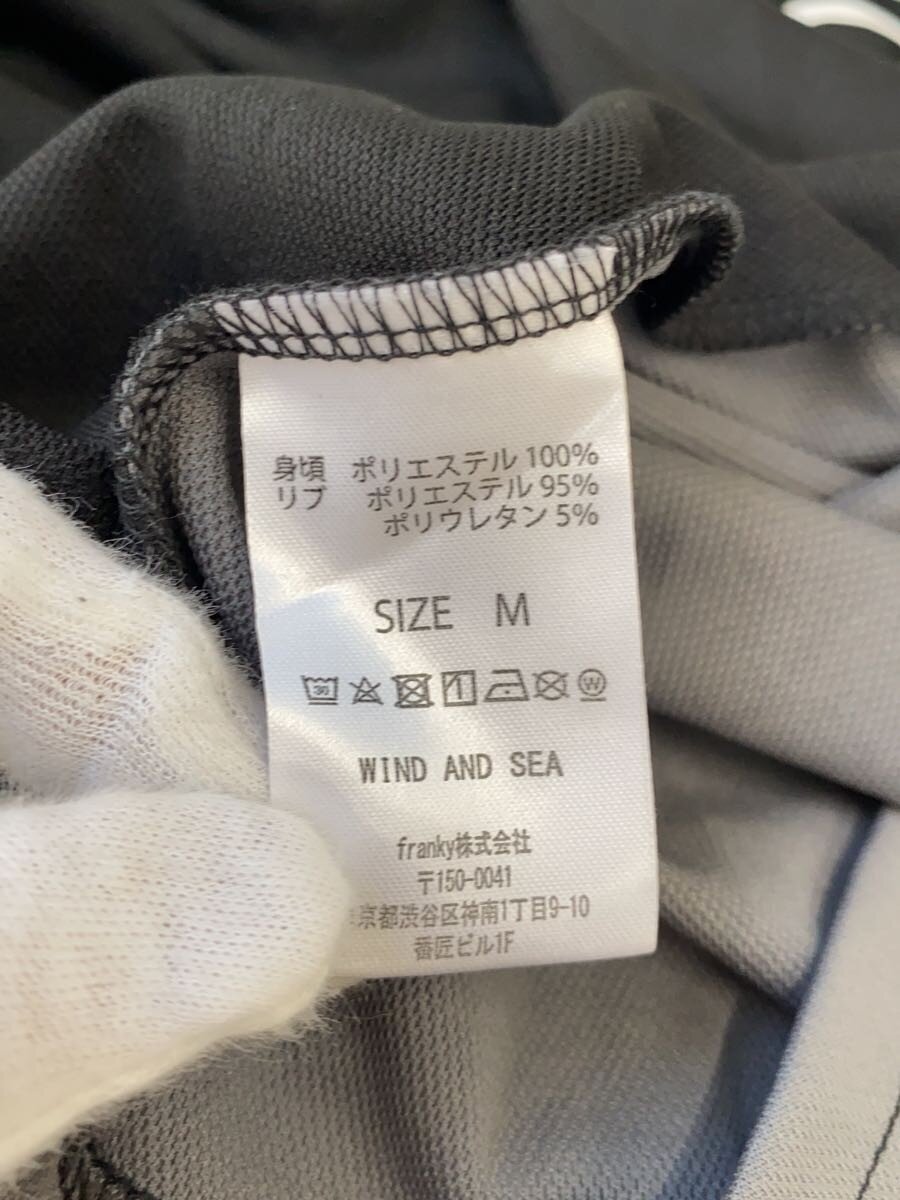 身頃 ポリエステル 100%
リブ ポリエステル 95%
ポリウレタン 5%
SIZE M
30
W
WIND AND SEA
franky株式会社
〒150-0041
京都渋谷区神南1丁目9-10
番匠ビル1F